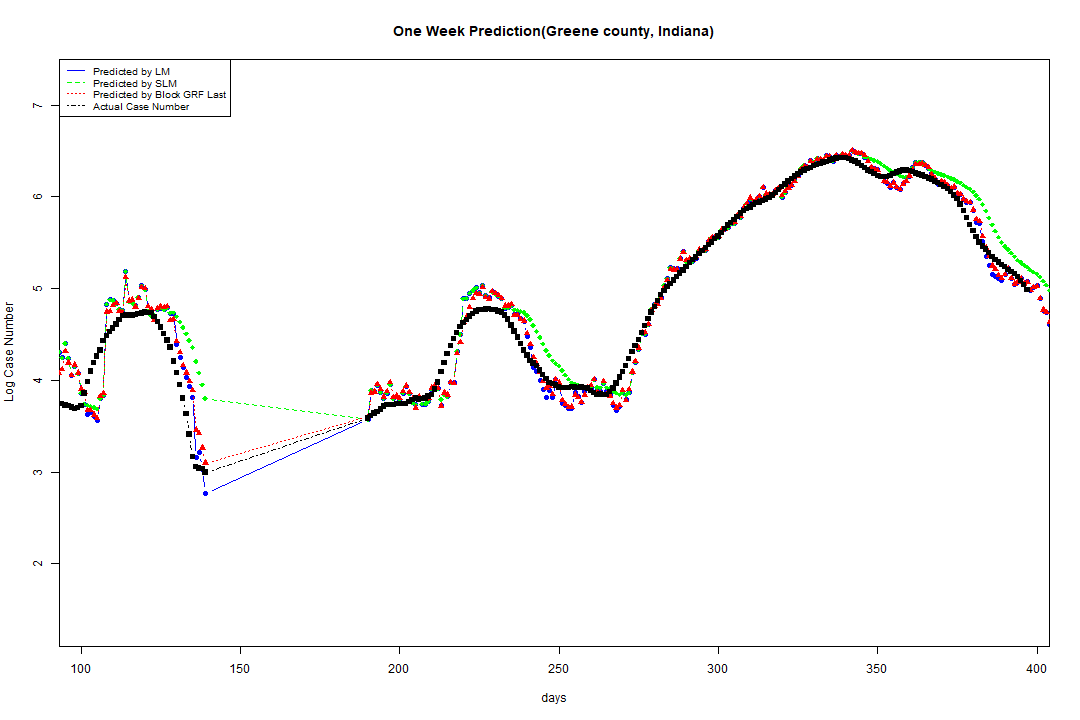 One Week Prediction(Greene county, Indiana)
Predicted by LM
Predicted by SLM
Predicted by Block GRF Last
Actual Case Number
Log Case Number
7
6
5
4
3
2
100 150 200 250 300 350 400
days